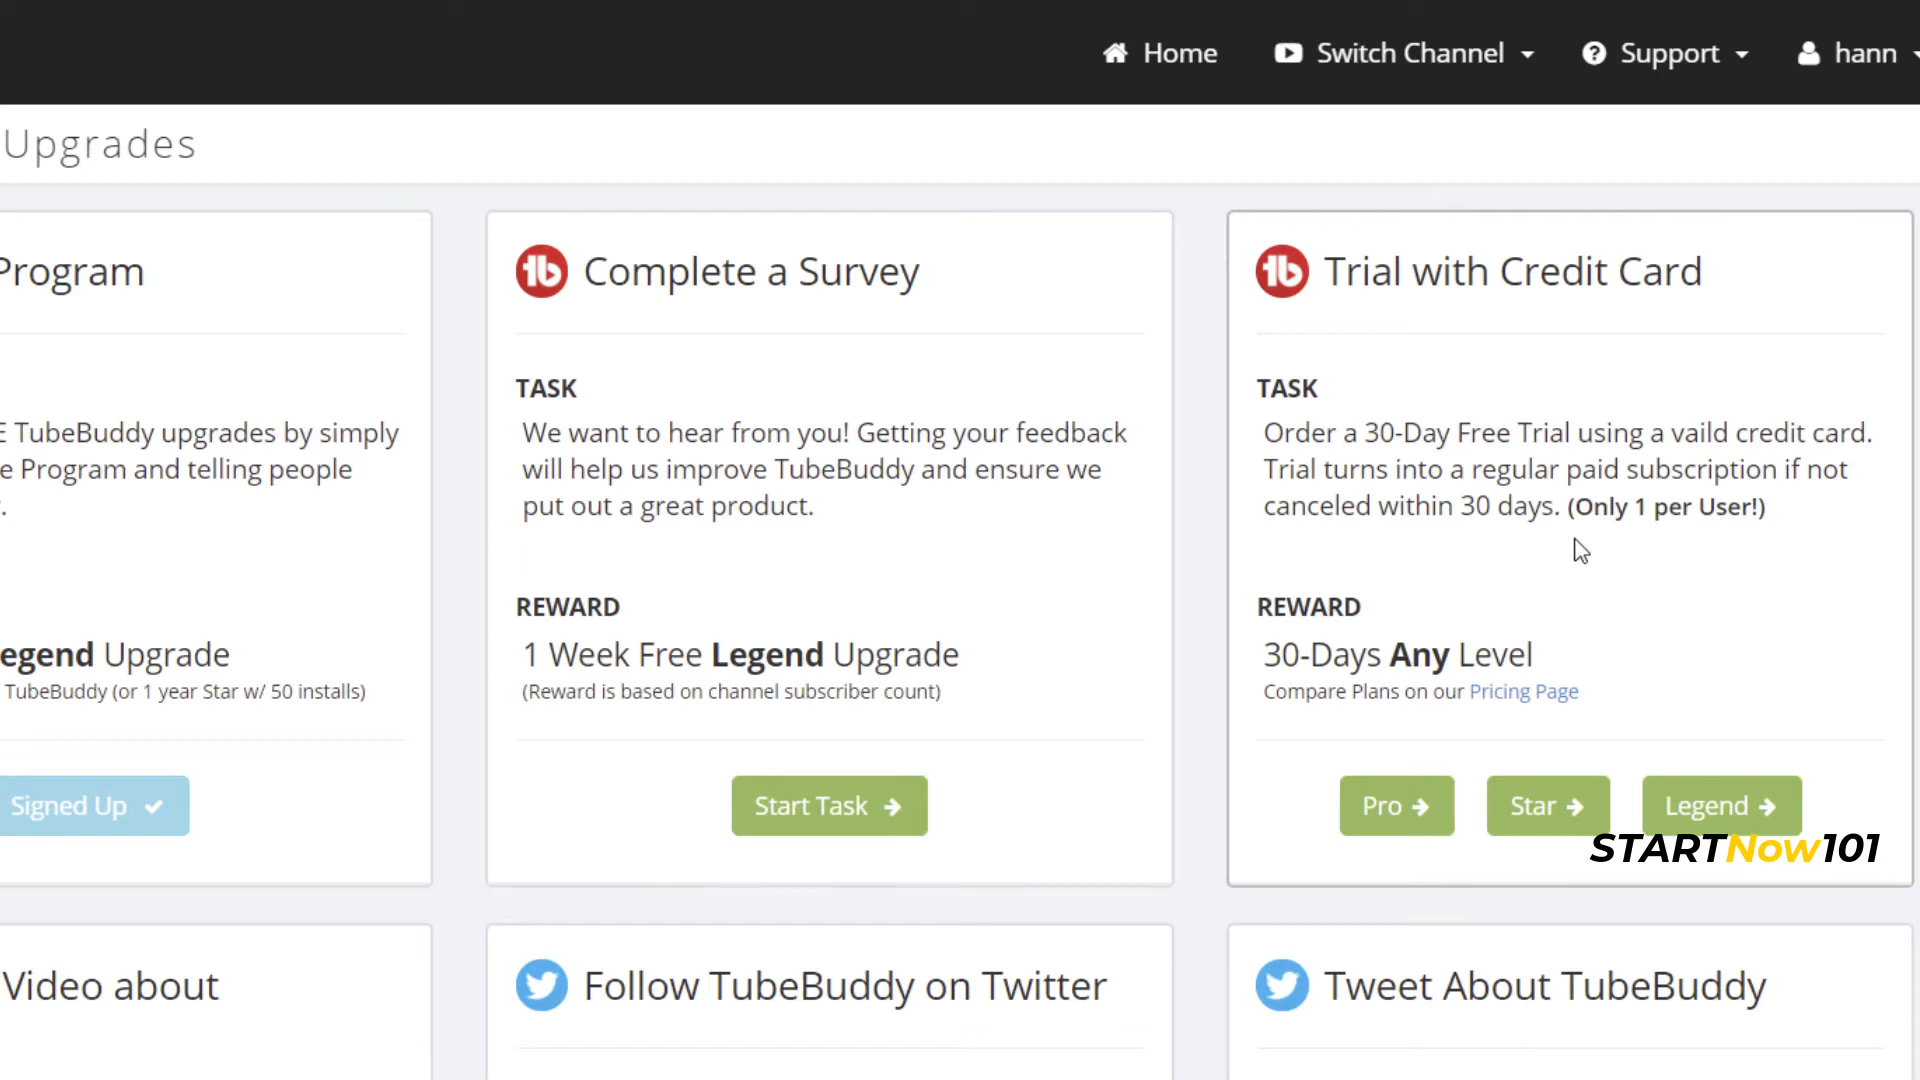 Home Switch Channel Support hann
Upgrades
Program
TubeBuddy upgrades by simply
e Program and telling people
egend Upgrade
TubeBuddy (or 1 year Star w/ 50 installs)
Signed Up
Complete a Survey
TASK
We want to hear from you! Getting your feedback
will help us improve TubeBuddy and ensure we
put out a great product.
REWARD
1 Week Free Legend Upgrade
(Reward is based on channel subscriber count)
Start Task
Trial with Credit Card
TASK
Order a 30-Day Free Trial using a vaild credit card.
Trial turns into a regular paid subscription if not
canceled within 30 days. (Only 1 per User!)
REWARD
30-Days Any Level
Compare Plans on our Pricing Page
Pro Star Legend
STARTNow101
Video about
Follow TubeBuddy on Twitter
Tweet About TubeBuddy